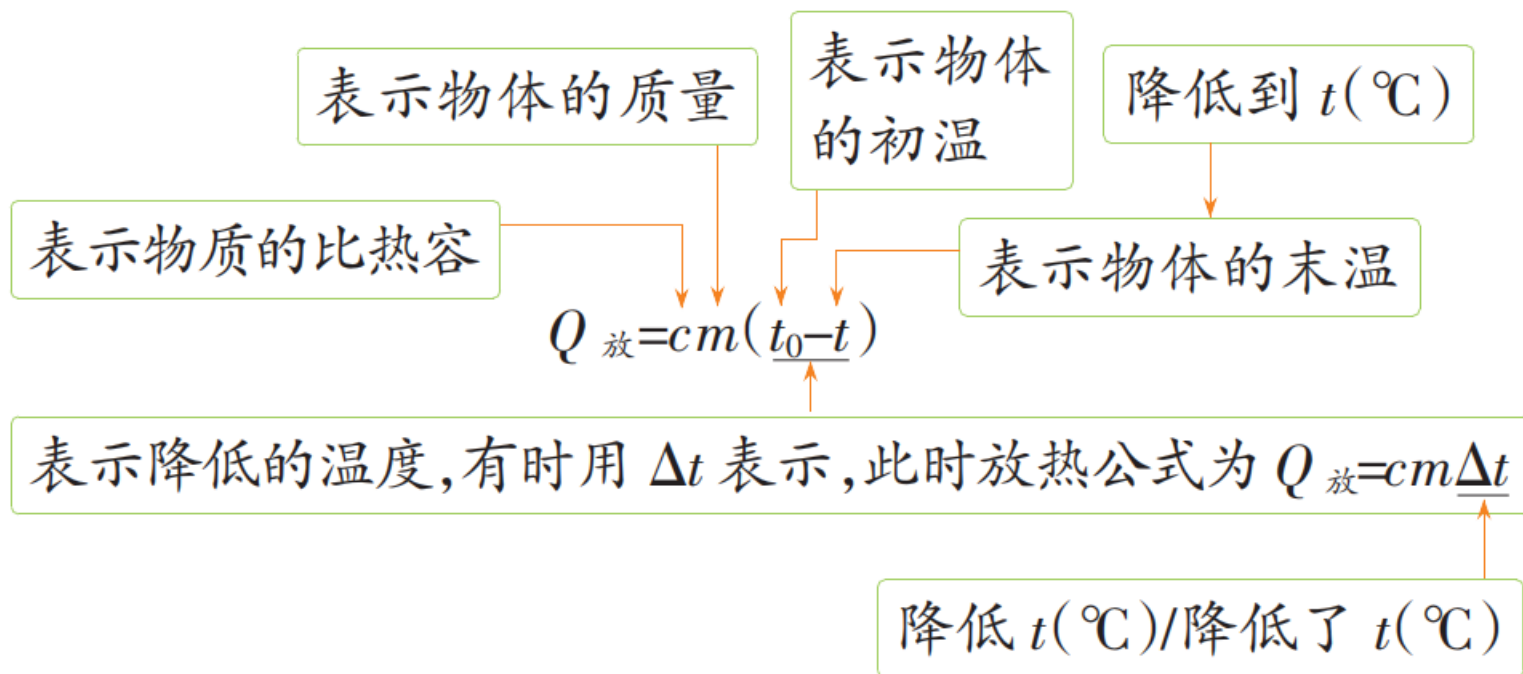 表示物体的质量
表示物体
的初温
降低到 t(℃)
表示物质的比热容
表示物体的末温
Q放=cm(t₀–t)
表示降低的温度,有时用 Δt 表示,此时放热公式为 Q放=cmΔt
降低 t(℃)/降低了 t(℃)